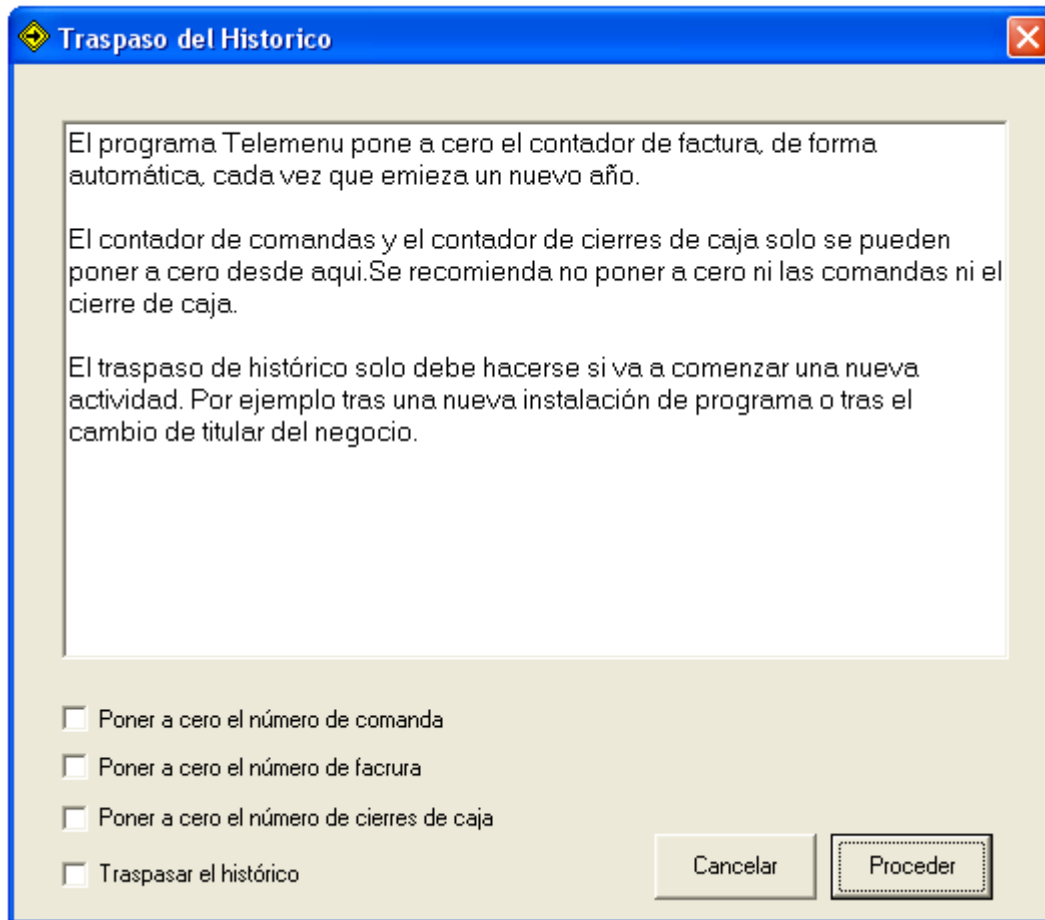 Traspaso del Historico
El programa Telemenu pone a cero el contador de factura, de forma
automática, cada vez que emieza un nuevo año.
El contador de comandas y el contador de cierres de caja solo se pueden
poner a cero desde aqui.Se recomienda no poner a cero ni las comandas ni el
cierre de caja.
El traspaso de histórico solo debe hacerse si va a comenzar una nueva
actividad. Por ejemplo tras una nueva instalación de programa o tras el
cambio de titular del negocio.
Poner a cero el número de comanda
Poner a cero el número de facrura
Poner a cero el número de cierres de caja
Traspasar el histórico
Cancelar
Proceder